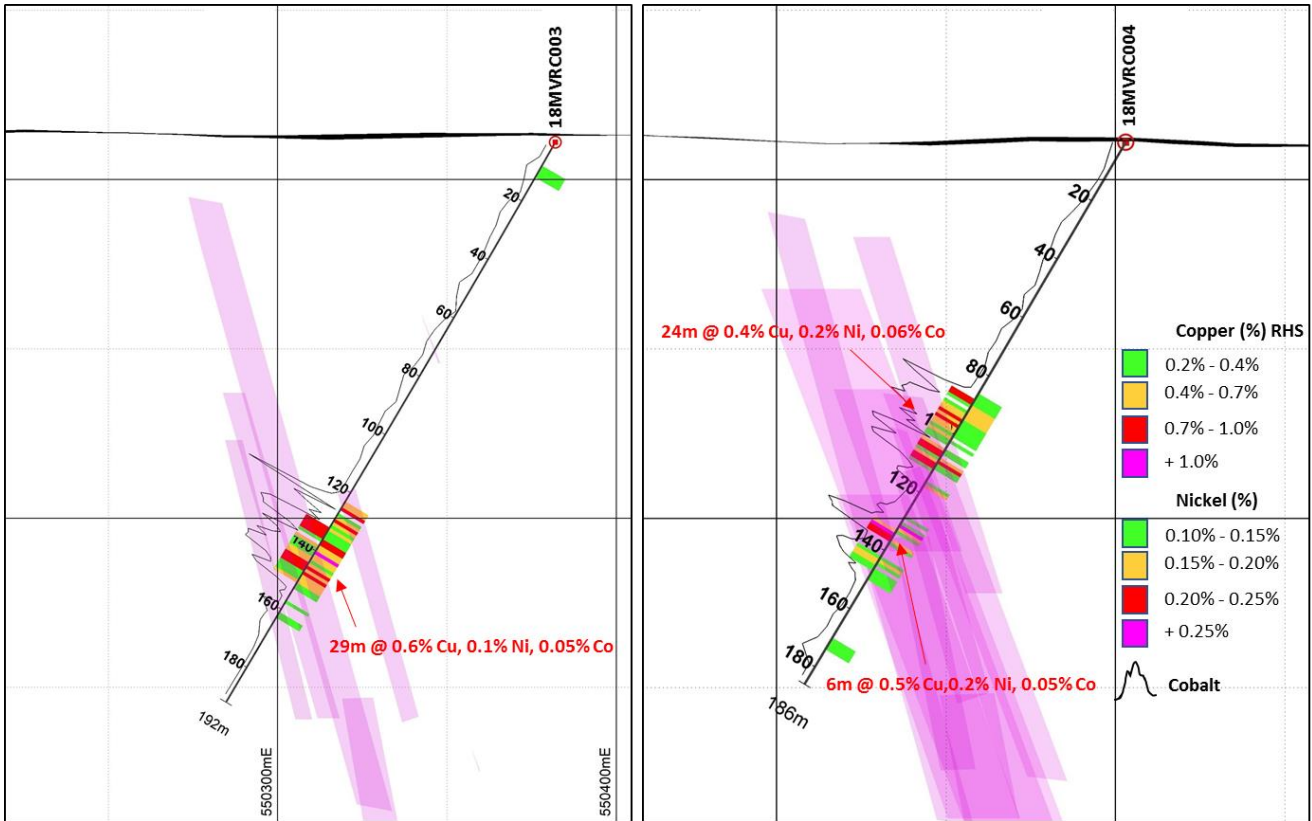 18MVRC003
20
40
60
80
100
120
140
160
180
192m
29m @ 0.6% Cu, 0.1% Ni, 0.05% Co
550300mE
550400mE
18MVRC004
20
40
60
24m @ 0.4% Cu, 0.2% Ni, 0.06% Co
80
1
120
140
160
180
186m
6m @ 0.5% Cu,0.2% Ni, 0.05% Co
Copper (%) RHS
0.2% - 0.4%
0.4% - 0.7%
0.7% - 1.0%
+ 1.0%
Nickel (%)
0.10% - 0.15%
0.15% - 0.20%
0.20% - 0.25%
+ 0.25%
Cobalt